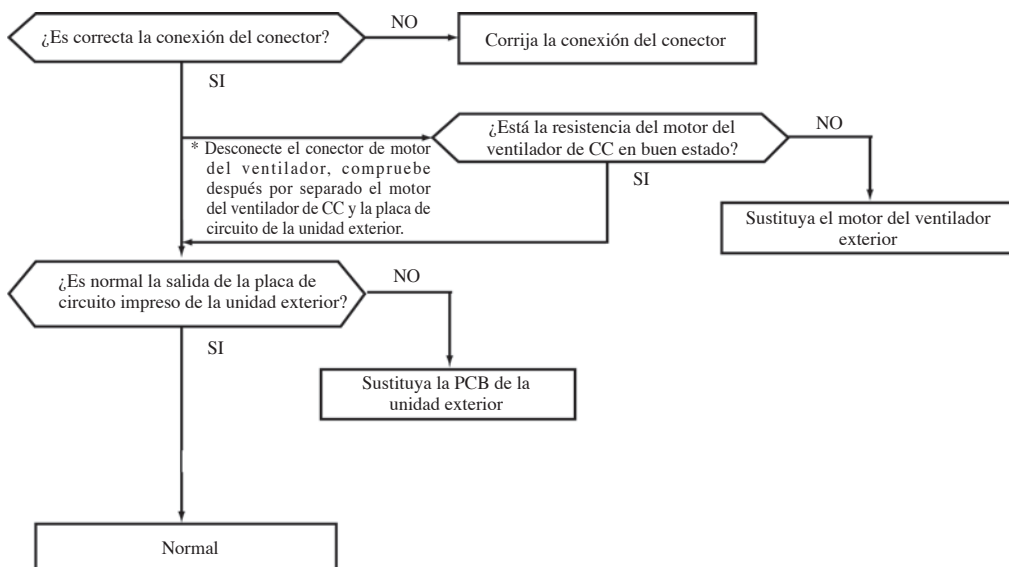 ¿Es correcta la conexión del conector?
NO
Corrija la conexión del conector
SI
¿Está la resistencia del motor del
ventilador de CC en buen estado?
NO
SI
* Desconecte el conector de motor
del ventilador, compruebe
después por separado el motor
del ventilador de CC y la placa de
circuito de la unidad exterior.
Sustituya el motor del ventilador
exterior
¿Es normal la salida de la placa de
circuito impreso de la unidad exterior?
NO
SI
Sustituya la PCB de la
unidad exterior
Normal